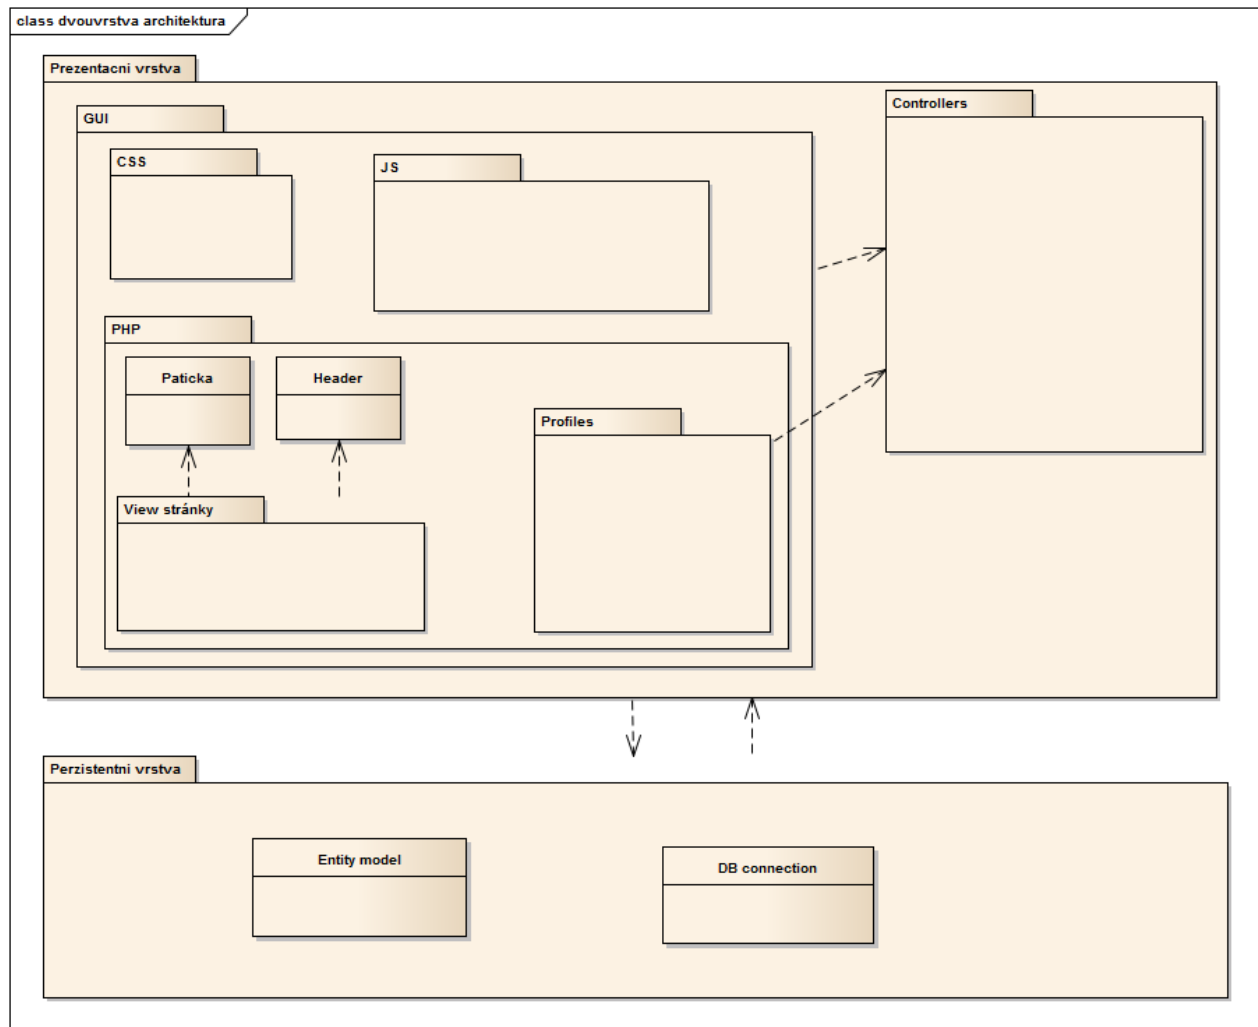 class dvouvrstva architektura
Prezentacni vrstva
Controllers
GUI
CSS
JS
PHP
Paticka
Header
Profiles
View stránky
Perzistentni vrstva
Entity model
DB connection